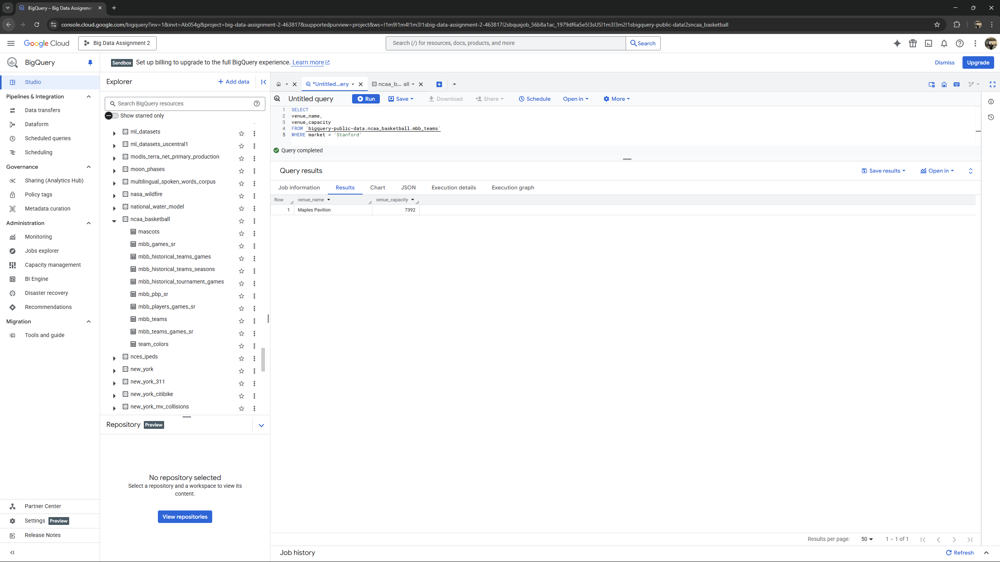 BigQuery – Big Data Assignmen
console.cloud.google.com/bigquery?inv=1&invt=Ab054g&project=big-data-assignment-2-463817&supportedpurview=project&ws=!1m9!1m4!1m3!1sbig-data-assignment-2-463817!2sbquxjob_56b8a1ac_1979df6a5e5!3sUS!1m3!3m2!1sbigquery-public-data!2sncaa_basketball
Google Cloud
Big Data Assignment 2
Search (/) for resources, docs, products, and more
Search
BigQuery
Sandbox Set up billing to upgrade to the full BigQuery experience. Learn more
Dismiss
Upgrade
Studio
Pipelines & Integration
Data transfers
Dataform
Scheduled queries
Scheduling
Governance
Sharing (Analytics Hub)
Policy tags
Metadata curation
Administration
Monitoring
Jobs explorer
Capacity management
BI Engine
Disaster recovery
Recommendations
Migration
Tools and guide
Partner Center
Settings Preview
Release Notes
Explorer
+ Add data
Search BigQuery resources
Show starred only
ml_datasets
ml_datasets_uscentral1
modis_terra_net_primary_production
moon_phases
multilingual_spoken_words_corpus
nasa_wildfire
national_water_model
ncaa_basketball
mascots
mbb_games_sr
mbb_historical_teams_games
mbb_historical_teams_seasons
mbb_historical_tournament_games
mbb_pbp_sr
mbb_players_games_sr
mbb_teams
mbb_teams_games_sr
team_colors
nces_ipeds
new_york
new_york_311
new_york_citibike
new_york_mv_collisions
Repository Preview
No repository selected
Select a repository and a workspace to view its
content.
View repositories
*Untitled...ery
ncaa_b... all
Untitled query
Run
Save
Download
Share
Schedule
Open in
More
1 SELECT
2 venue_name,
3 venue_capacity
4 FROM `bigquery-public-data.ncaa_basketball.mbb_teams`
5 WHERE market = 'Stanford'
Query completed
Query results
Save results
Open in
Job information
Results
Chart
JSON
Execution details
Execution graph
Row venue_name venue_capacity
1 Maples Pavilion 7392
Results per page: 50 1 – 1 of 1
Job history
Refresh